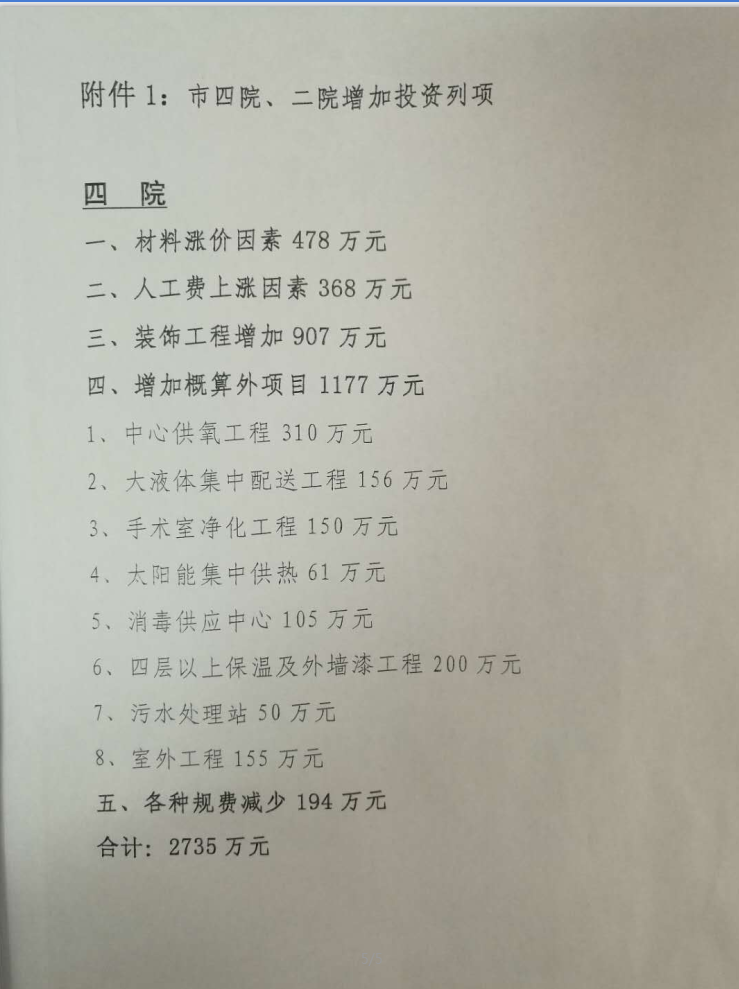 附件 1：市四院、二院增加投资列项
四 院
一、材料涨价因素 478 万元
二、人工费上涨因素 368 万元
三、装饰工程增加 907 万元
四、增加概算外项目 1177 万元
1、中心供氧工程 310 万元
2、大液体集中配送工程 156 万元
3、手术室净化工程 150 万元
4、太阳能集中供热 61 万元
5、消毒供应中心 105 万元
6、四层以上保温及外墙漆工程 200 万元
7、污水处理站 50 万元
8、室外工程 155 万元
五、各种规费减少 194 万元
合计：2735 万元